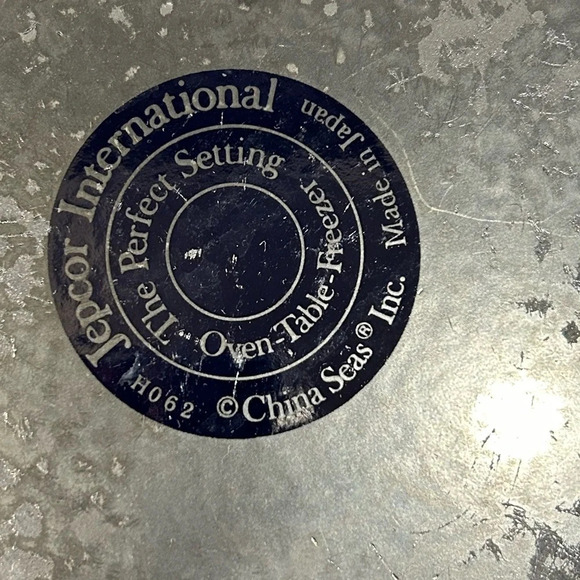 Jepcor International
Made in Japan
The Perfect Setting
Oven-Table-Freezer
©China Seas® Inc.
H062